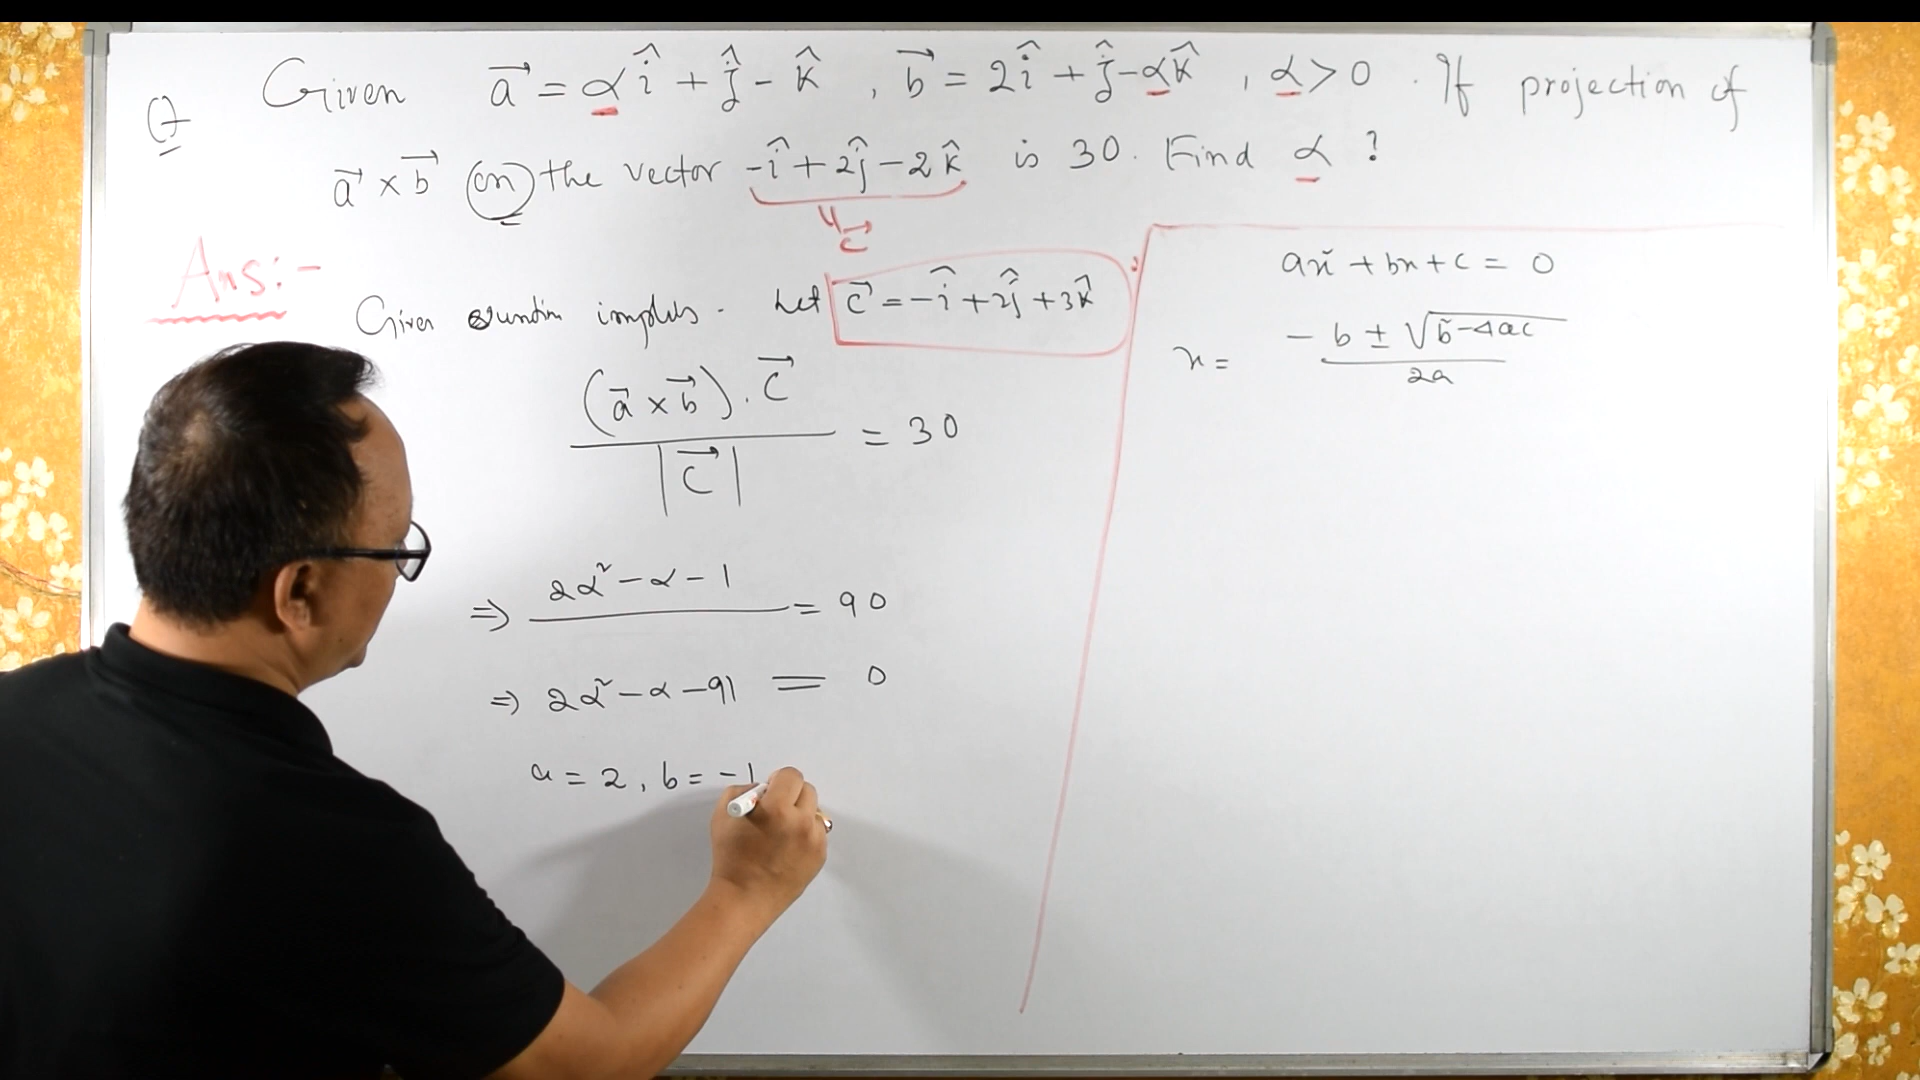 Q Given a⃗ = αî + ĵ - k̂ , b⃗ = 2î + ĵ - αk̂ , α > 0 . If projection of
a⃗ × b⃗ on the vector -î + 2ĵ - 2k̂ is 30. Find α ?
c⃗
Ans:-
Given implies. Let c⃗ = -î + 2ĵ + 3k̂
(a⃗ × b⃗) . c⃗ / |c⃗| = 30
⇒ 2α² - α - 1 = 90
⇒ 2α² - α - 91 = 0
a = 2 , b = -1
ax² + bx + c = 0
x = - b ± √b² - 4ac / 2a